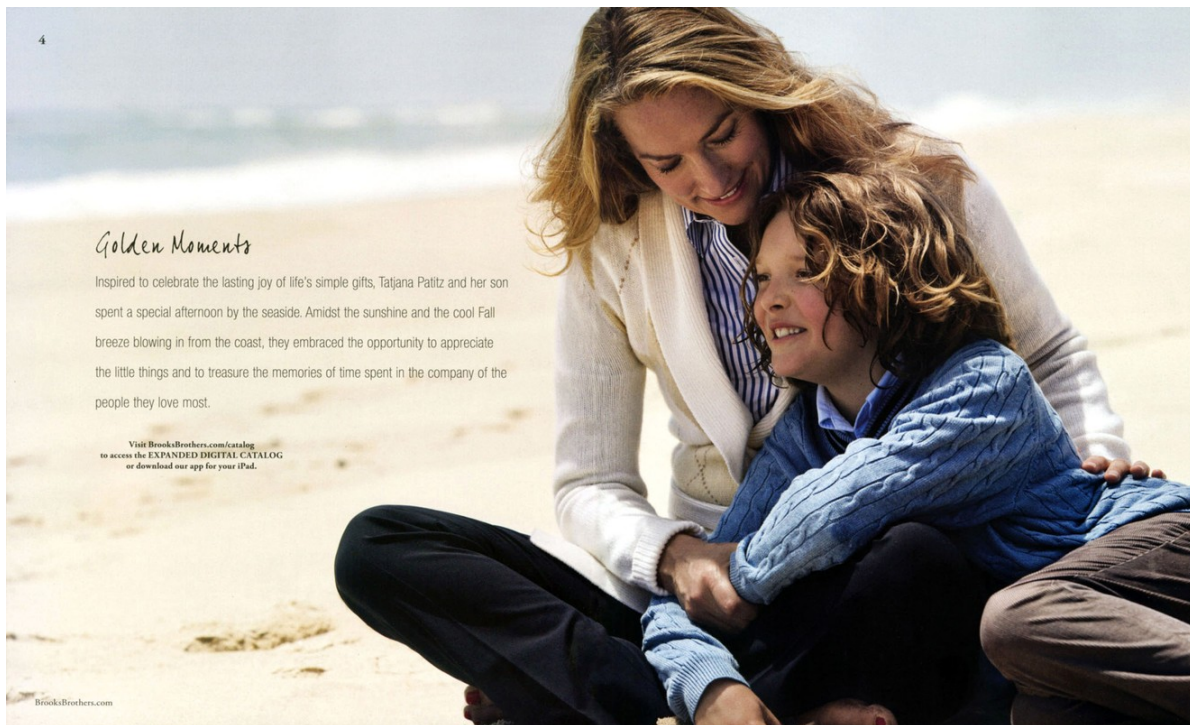 4
Golden Moments
Inspired to celebrate the lasting joy of life's simple gifts, Tatjana Patitz and her son
spent a special afternoon by the seaside. Amidst the sunshine and the cool Fall
breeze blowing in from the coast, they embraced the opportunity to appreciate
the little things and to treasure the memories of time spent in the company of the
people they love most.
Visit BrooksBrothers.com/catalog
to access the EXPANDED DIGITAL CATALOG
or download our app for your iPad.
BrooksBrothers.com